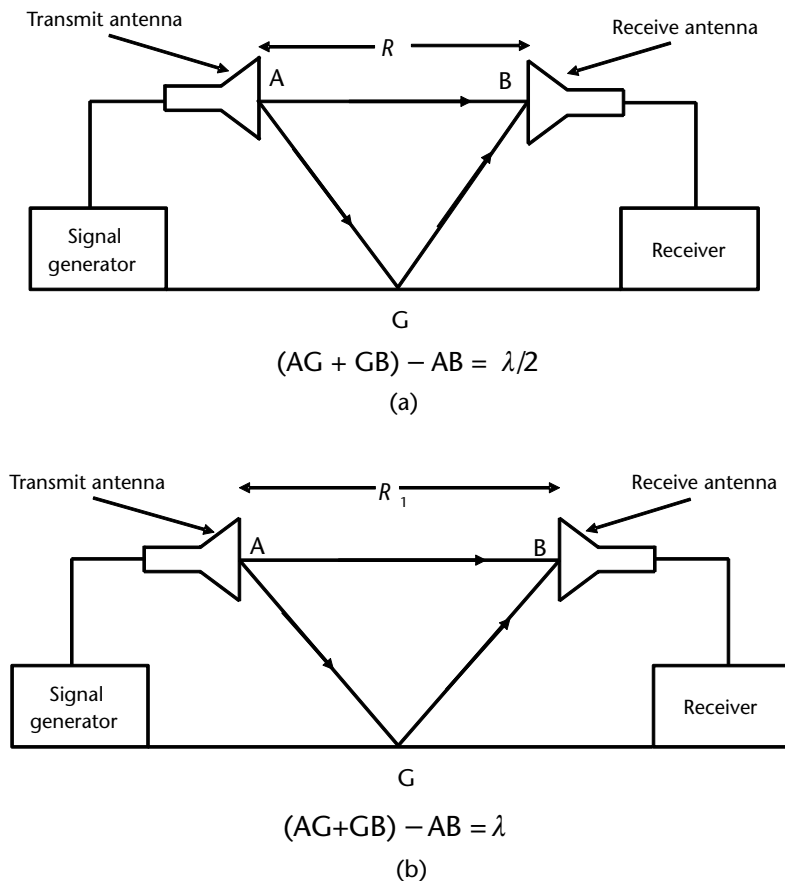 Transmit antenna
Receive antenna
R
A
B
Signal
generator
Receiver
G
(AG + GB) − AB = λ/2
(a)
Transmit antenna
Receive antenna
R 1
A
B
Signal
generator
Receiver
G
(AG+GB) − AB = λ
(b)